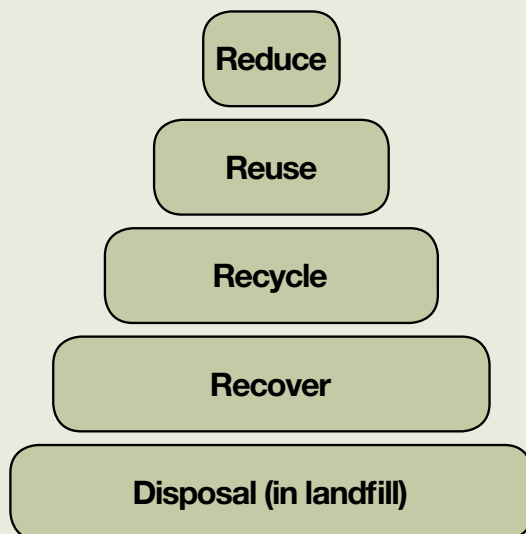 Reduce
Reuse
Recycle
Recover
Disposal (in landfill)